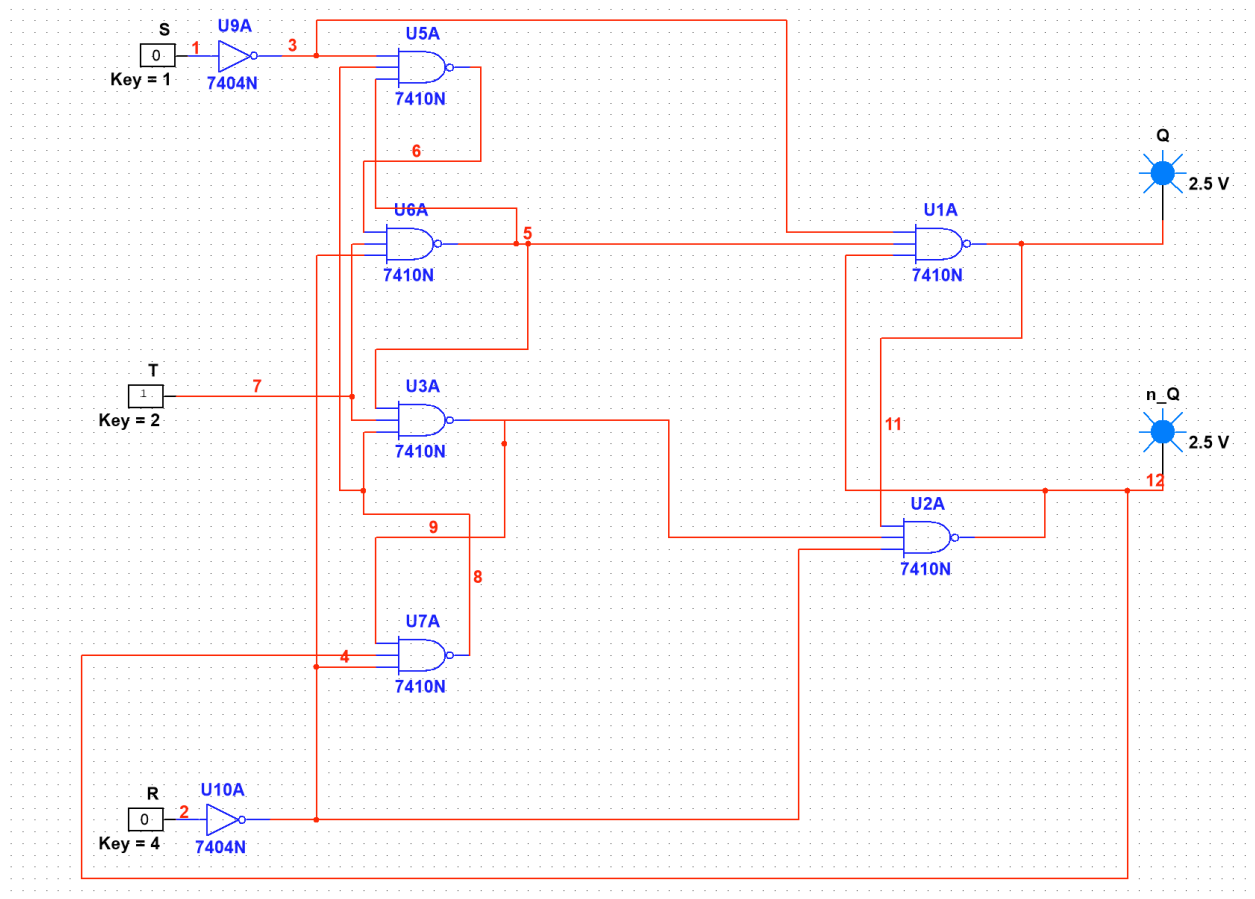 S
0
Key = 1
1
U9A
7404N
3
U5A
7410N
6
Q
2.5 V
U6A
7410N
5
U1A
7410N
T
1
Key = 2
7
U3A
7410N
n_Q
2.5 V
11
12
9
8
U2A
7410N
U7A
4
7410N
R
0
Key = 4
2
U10A
7404N